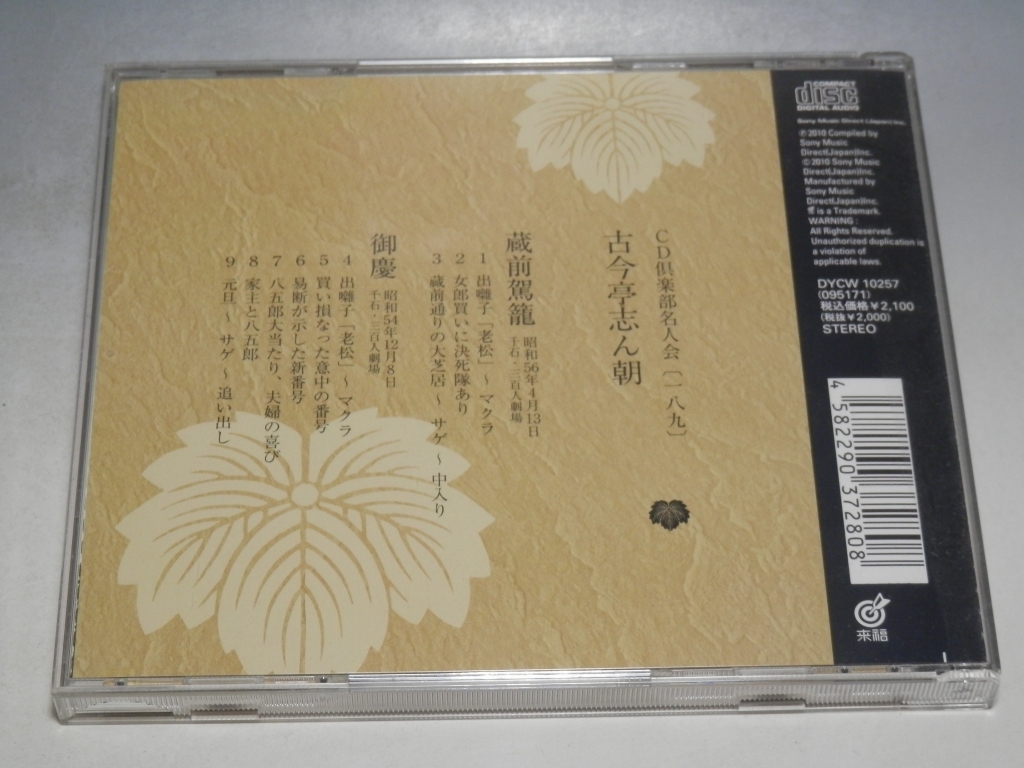 CD倶楽部名人会〔一八九〕
古今亭志ん朝
蔵前駕籠
昭和56年4月13日
千石・三百人劇場
1 出囃子「老松」～マクラ
2 女郎買いに決死隊あり
3 蔵前通りの大芝居～サゲ～中入り
御慶
昭和54年12月8日
千石・三百人劇場
4 出囃子「老松」～マクラ
5 買い損なった意中の番号
6 易断が示した新番号
7 八五郎大当たり、夫婦の喜び
8 家主と八五郎
9 元旦～サゲ～追い出し
COMPACT
disc
DIGITAL AUDIO
Sony Music Direct (Japan) Inc.
℗2010 Compiled by
Sony Music
Direct(Japan)Inc.
©2010 Sony Music
Direct(Japan)Inc.
Manufactured by
Sony Music
Direct(Japan)Inc.
is a Trademark.
WARNING:
All Rights Reserved.
Unauthorized duplication is
a violation of
applicable laws.
DYCW 10257
(095171)
税込価格¥2,100
(税抜¥2,000)
STEREO
4 582290 372808
来福